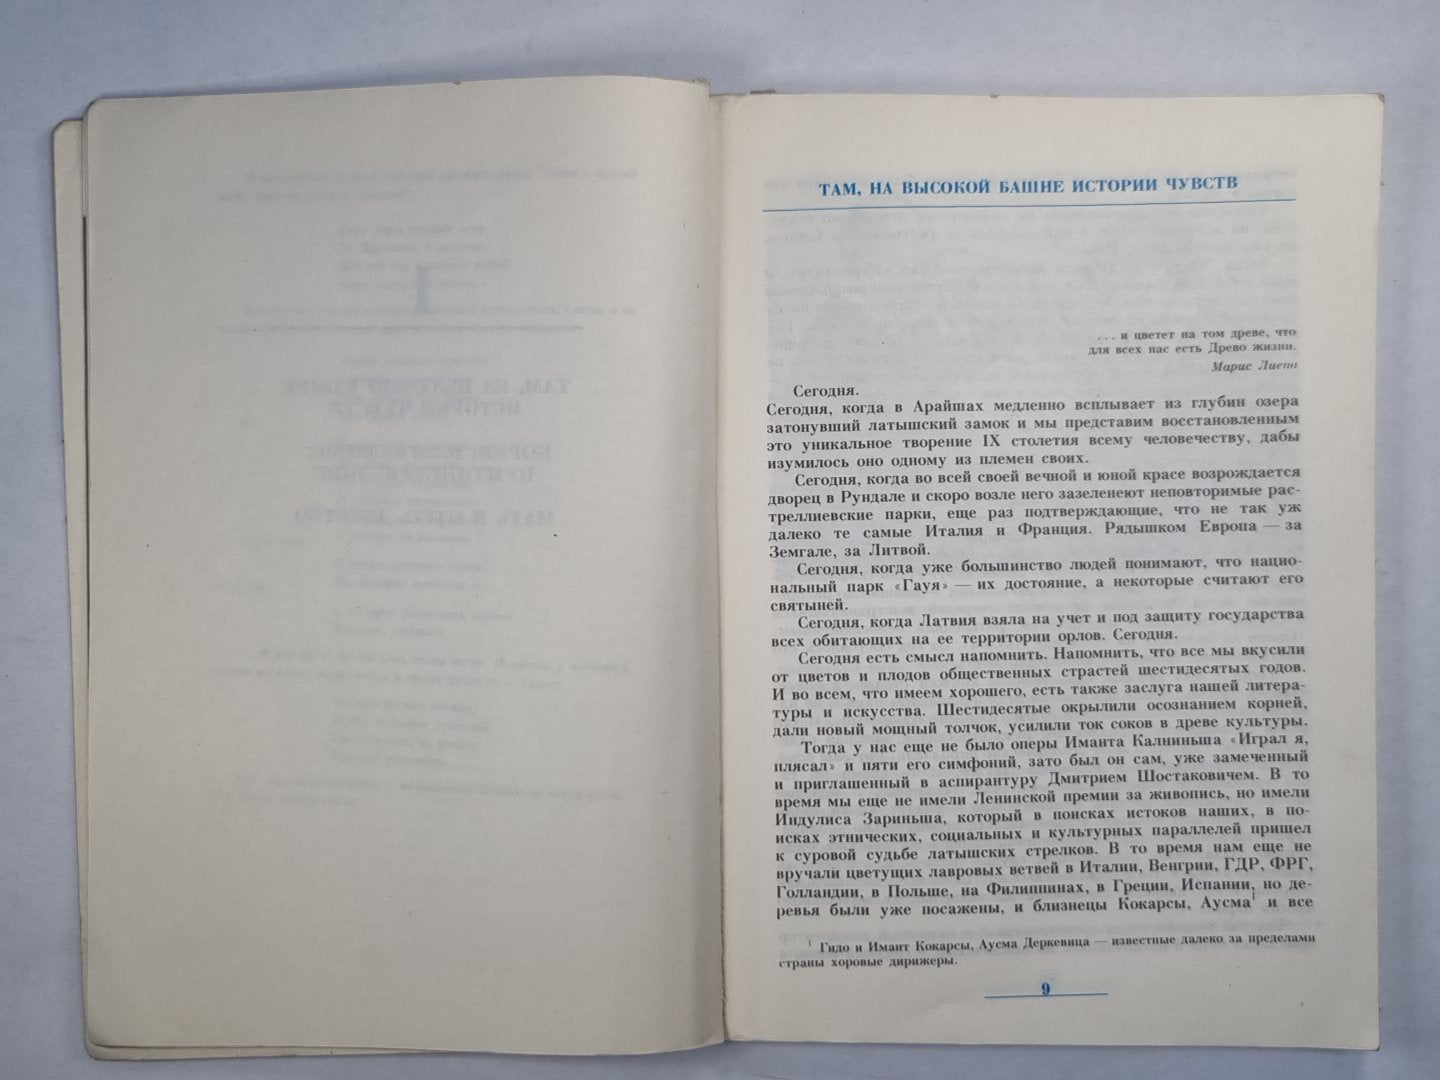 ТАМ, НА ВЫСОКОЙ БАШНЕ ИСТОРИИ ЧУВСТВ
... и цветет на том древе, что
для всех нас есть Древо жизни.
Марис Лиепа
Сегодня.
Сегодня, когда в Арайшах медленно всплывает из глубин озера
затонувший латышский замок и мы представим восстановленным
это уникальное творение IX столетия всему человечеству, дабы
изумилось оно одному из племен своих.
Сегодня, когда во всей своей вечной и юной красе возрождается
дворец в Рундале и скоро возле него зазеленеют неповторимые рас-
треллиевские парки, еще раз подтверждающие, что не так уж
далеко те самые Италия и Франция. Рядышком Европа — за
Земгале, за Литвой.
Сегодня, когда уже большинство людей понимают, что нацио-
нальный парк «Гауя» — их достояние, а некоторые считают его
святыней.
Сегодня, когда Латвия взяла на учет и под защиту государства
всех обитающих на ее территории орлов. Сегодня.
Сегодня есть смысл напомнить. Напомнить, что все мы вкусили
от цветов и плодов общественных страстей шестидесятых годов.
И во всем, что имеем хорошего, есть также заслуга нашей литера-
туры и искусства. Шестидесятые окрылили осознанием корней,
дали новый мощный толчок, усилили ток соков в древе культуры.
Тогда у нас еще не было оперы Иманта Калниньша «Играл я,
плясал» и пяти его симфоний, зато был он сам, уже замеченный
и приглашенный в аспирантуру Дмитрием Шостаковичем. В то
время мы еще не имели Ленинской премии за живопись, но имели
Индулиса Зариньша, который в поисках истоков наших, в по-
исках этнических, социальных и культурных параллелей пришел
к суровой судьбе латышских стрелков. В то время нам еще не
вручали цветущих лавровых ветвей в Италии, Венгрии, ГДР, ФРГ,
Голландии, в Польше, на Филиппинах, в Греции, Испании, но де-
ревья были уже посажены, и близнецы Кокарсы, Аусма¹ и все
¹ Гидо и Имант Кокарсы, Аусма Деркевица — известные далеко за пределами
страны хоровые дирижеры.
9